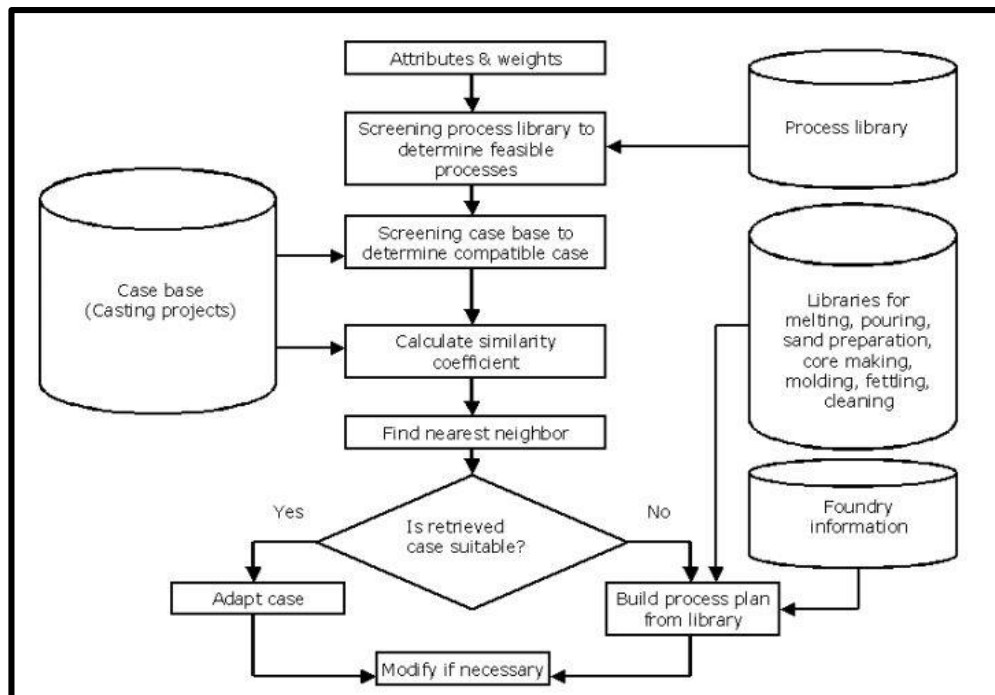 Attributes & weights
Process library
Screening process library to
determine feasible
processes
Screening case base to
determine compatible case
Case base
(Casting projects)
Libraries for
melting, pouring,
sand preparation,
core making,
molding, fettling,
cleaning
Calculate similarity
coefficient
Find nearest neighbor
Foundry
information
Yes
No
Is retrieved
case suitable?
Adapt case
Build process plan
from library
Modify if necessary